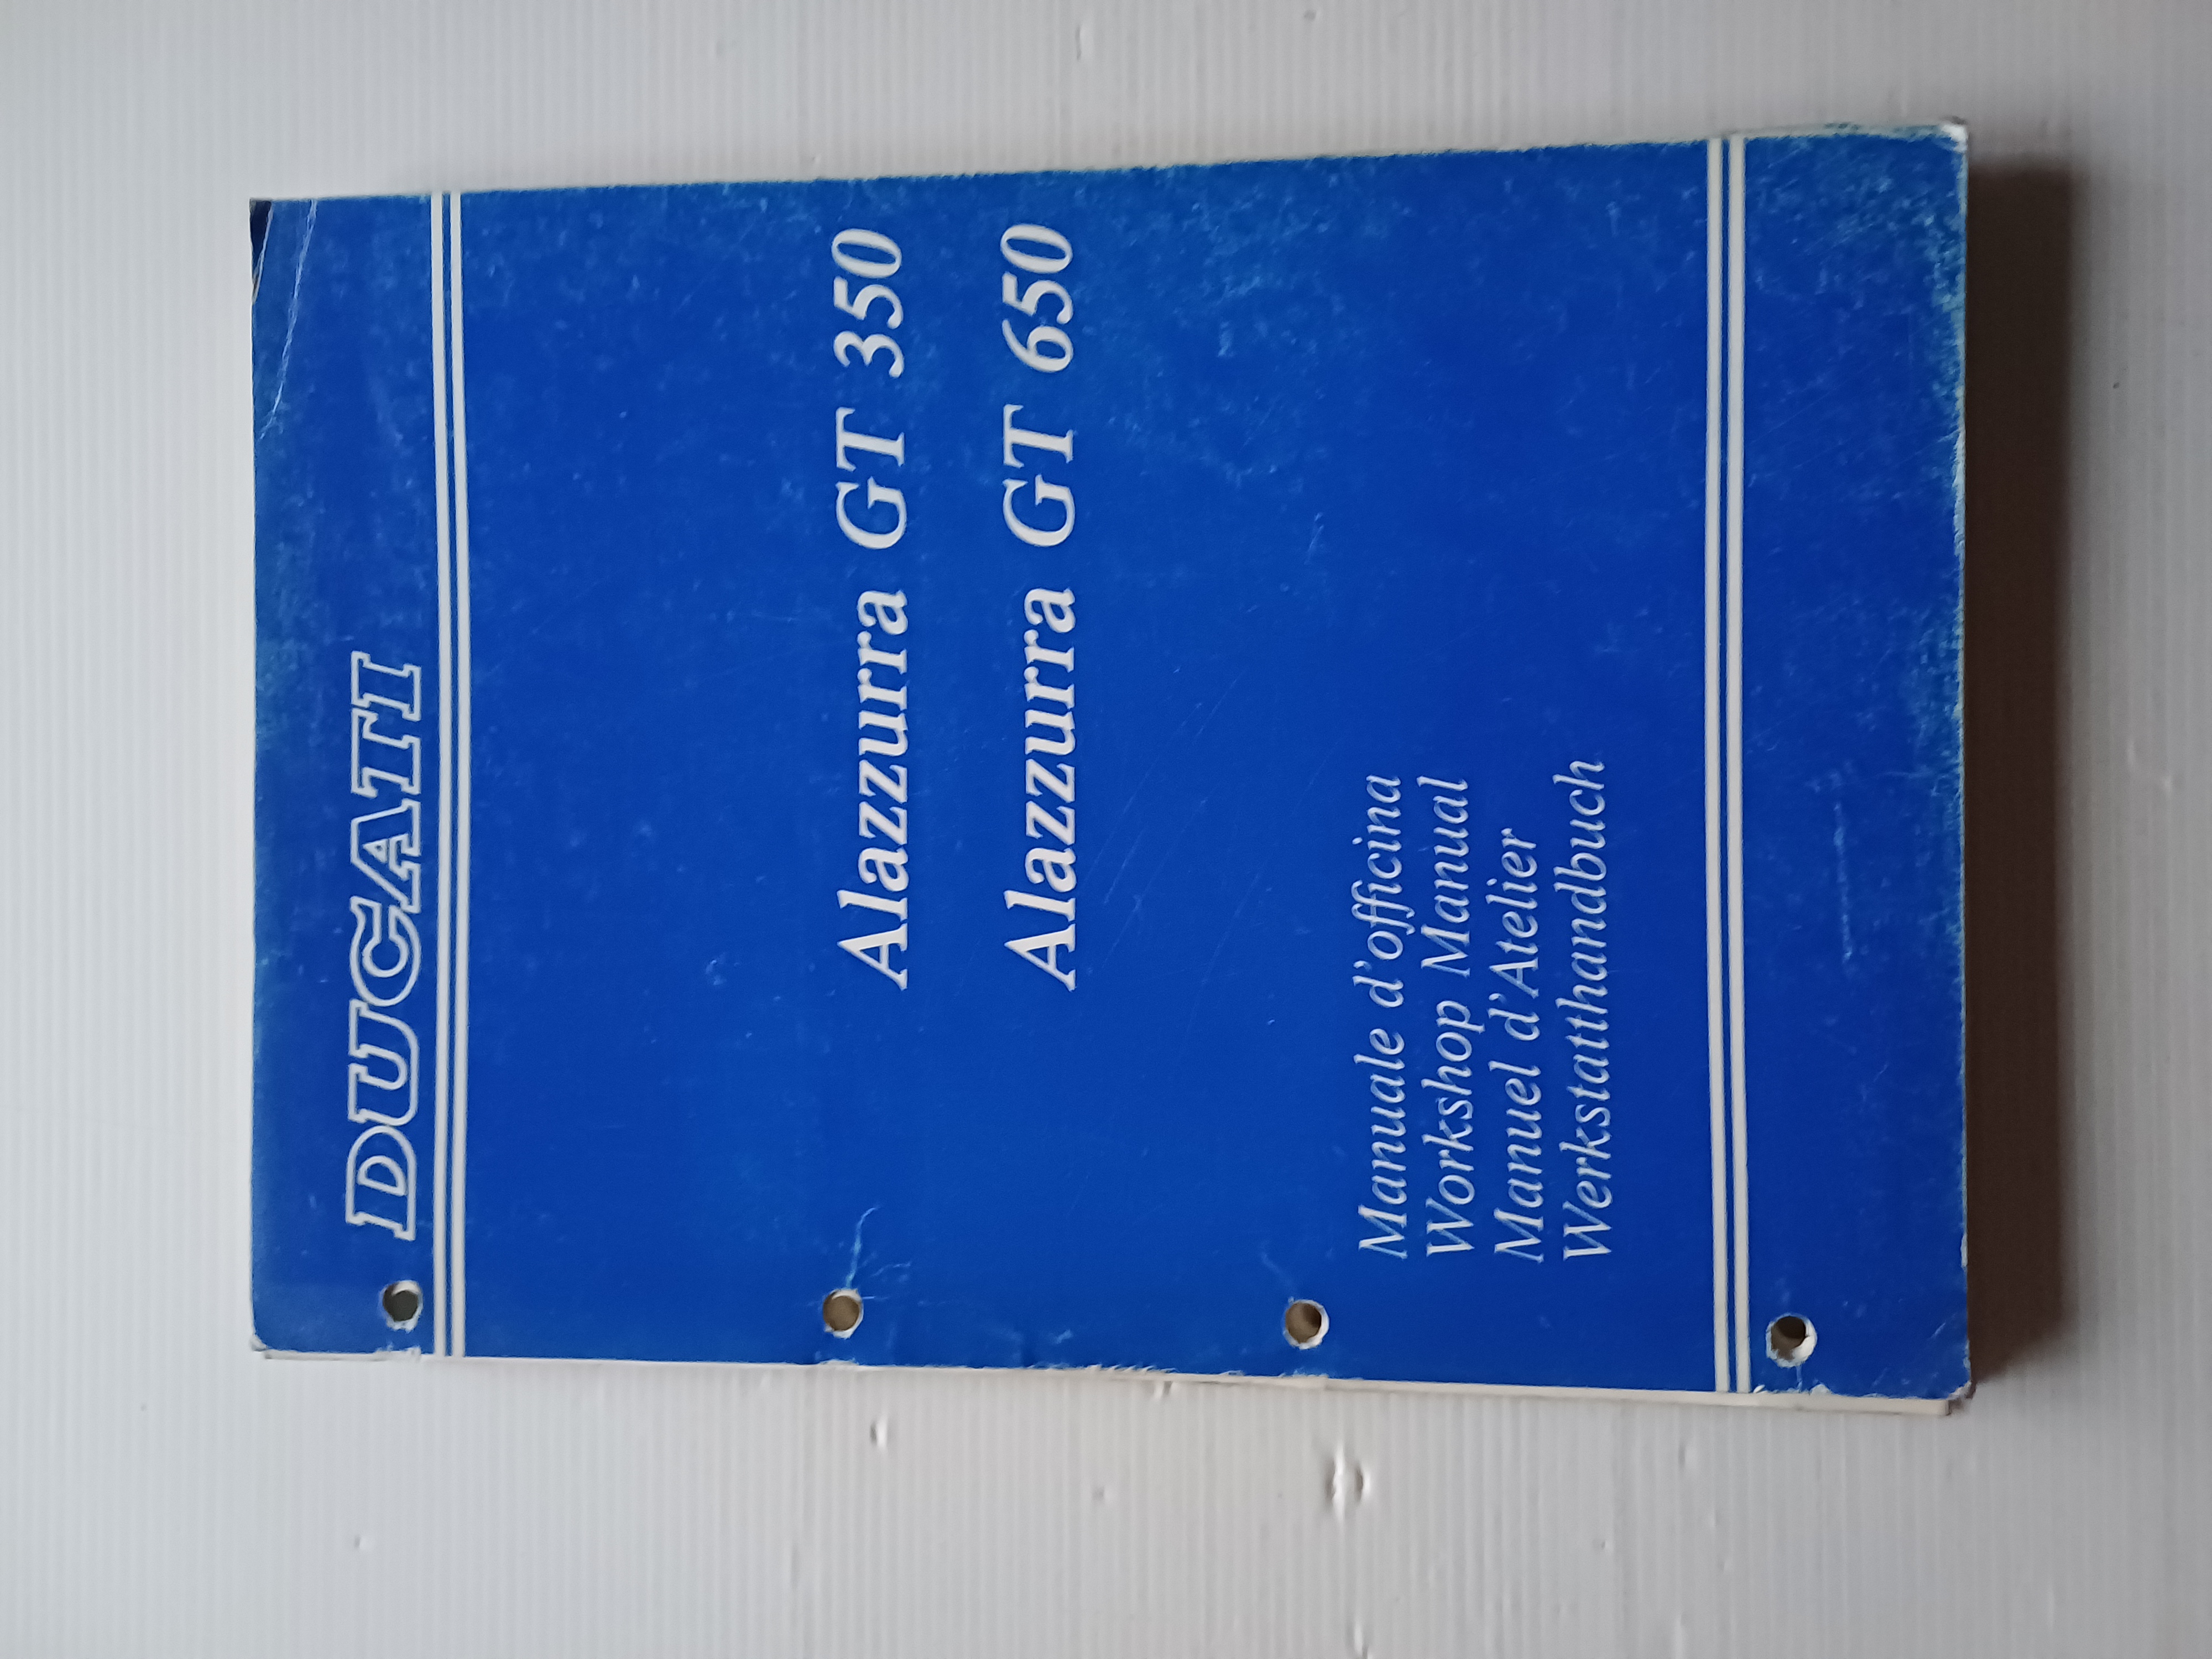 DUCATI
Alazzurra GT 350
Alazzurra GT 650
Manuale d'officina
Workshop Manual
Manuel d'Atelier
Werkstatthandbuch